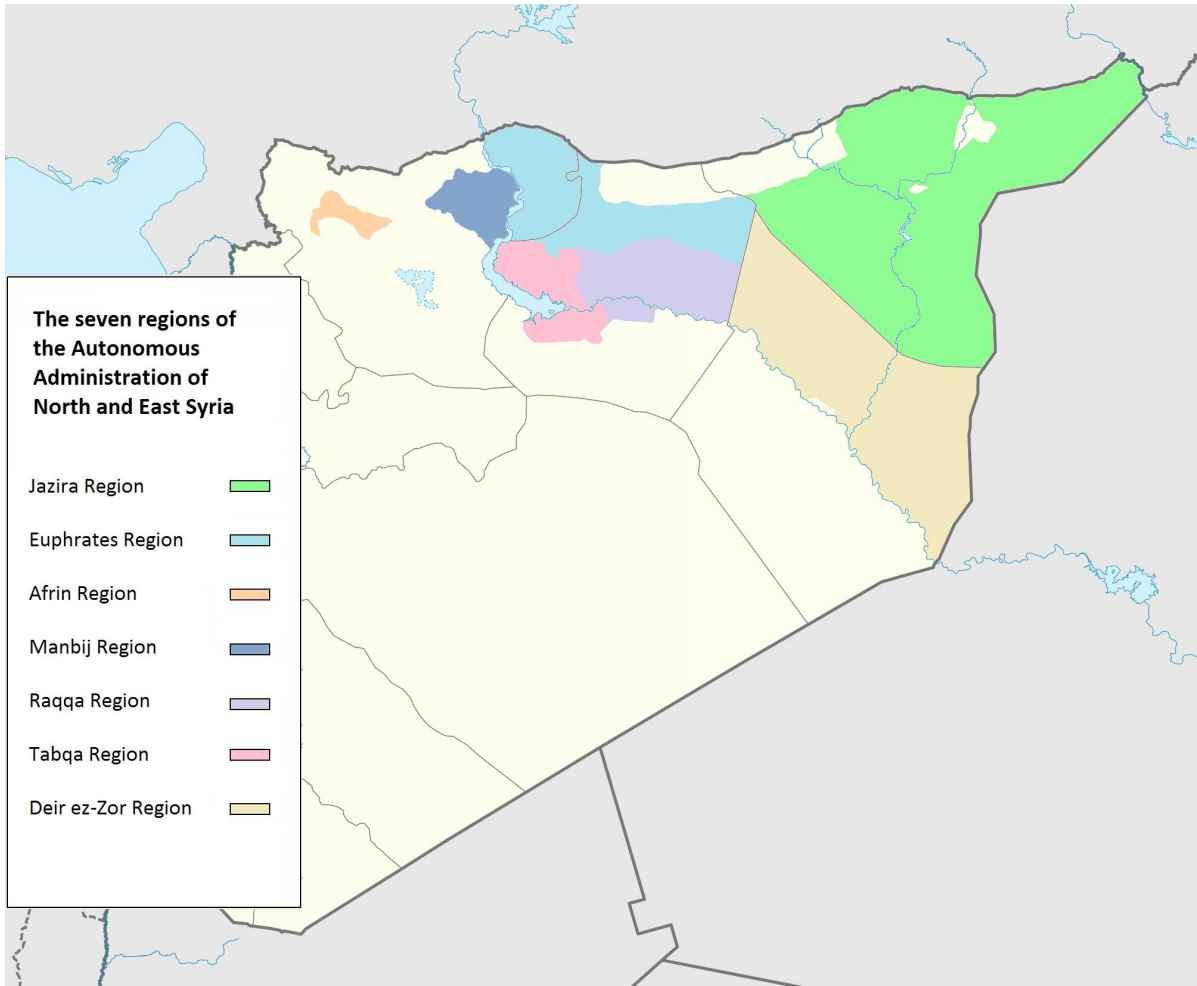 The seven regions of
the Autonomous
Administration of
North and East Syria
Jazira Region
Euphrates Region
Afrin Region
Manbij Region
Raqqa Region
Tabqa Region
Deir ez-Zor Region